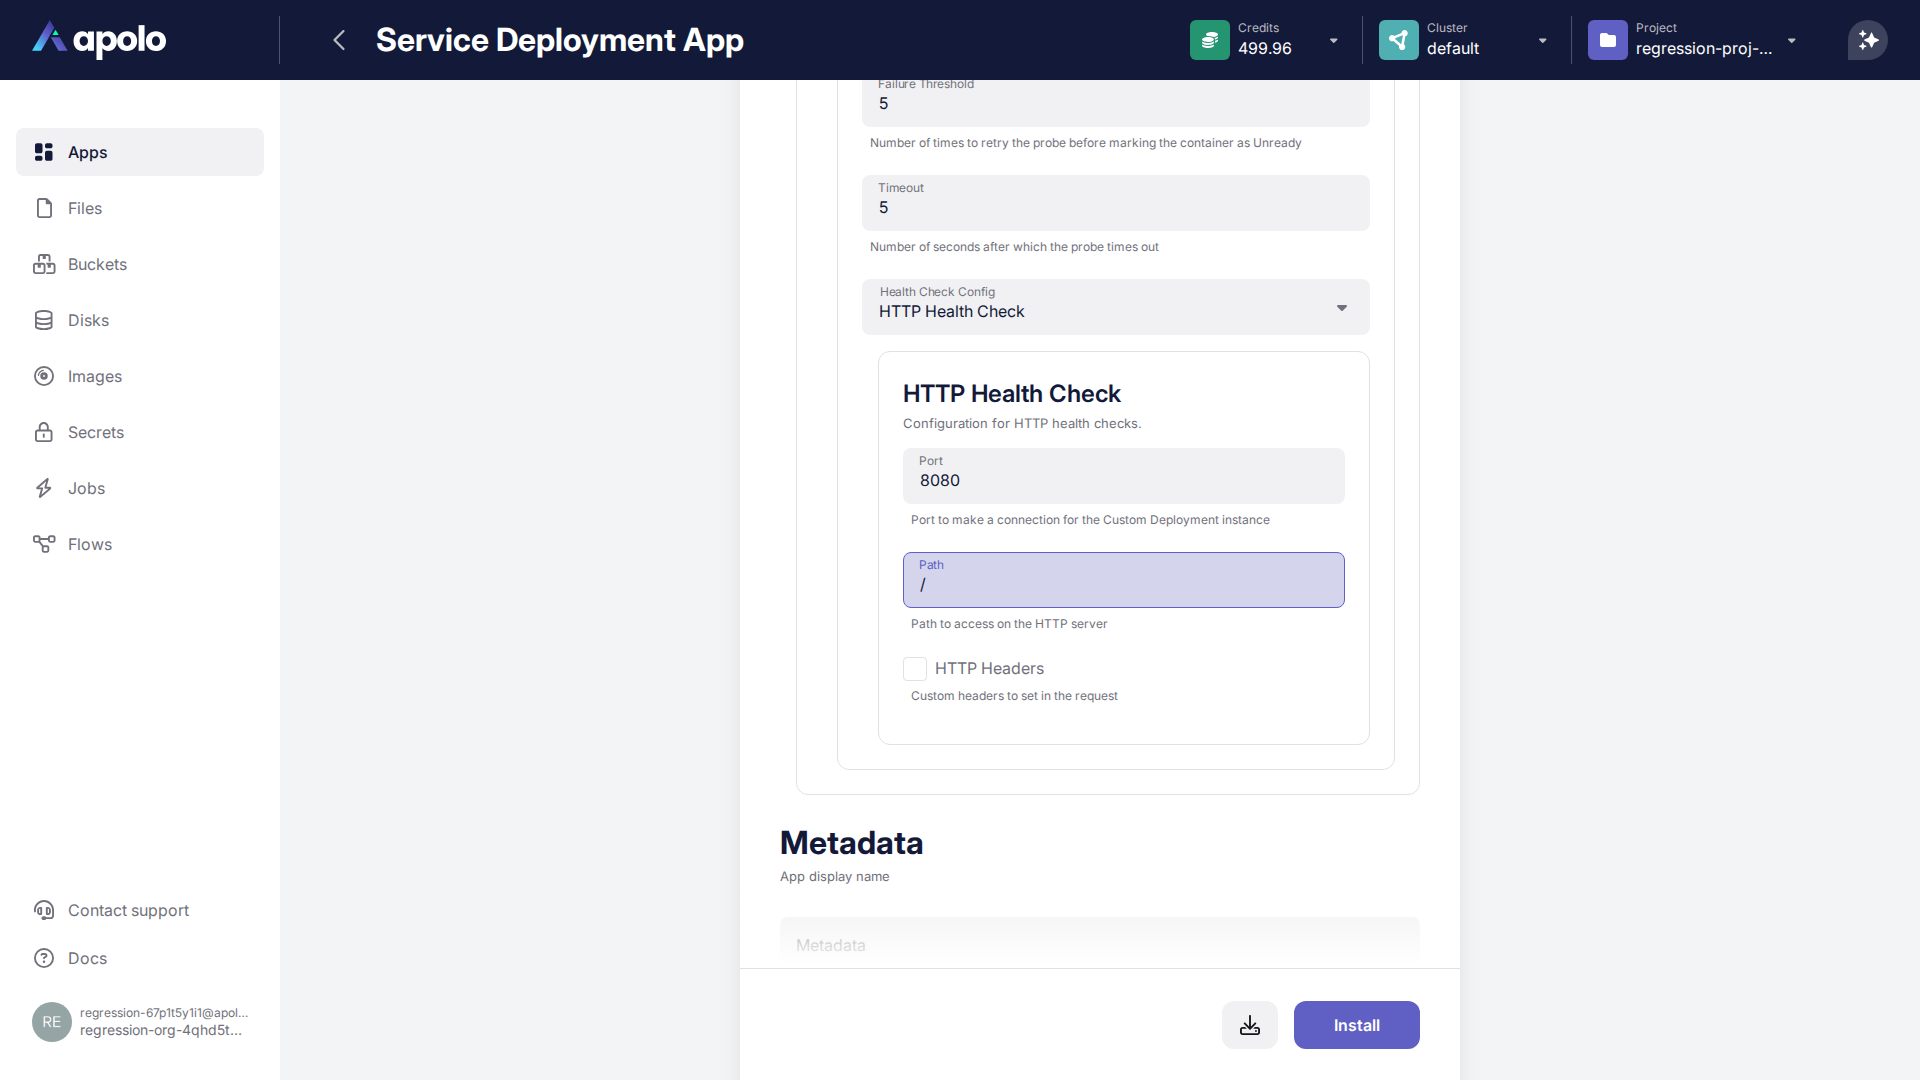 apolo
Service Deployment App
Credits
499.96
Cluster
default
Project
regression-proj-...
Apps
Files
Buckets
Disks
Images
Secrets
Jobs
Flows
Contact support
Docs
RE
regression-67p1t5y1i1@apol...
regression-org-4qhd5t...
Failure Threshold
5
Number of times to retry the probe before marking the container as Unready
Timeout
5
Number of seconds after which the probe times out
Health Check Config
HTTP Health Check
HTTP Health Check
Configuration for HTTP health checks.
Port
8080
Port to make a connection for the Custom Deployment instance
Path
/
Path to access on the HTTP server
HTTP Headers
Custom headers to set in the request
Metadata
App display name
Metadata
Install